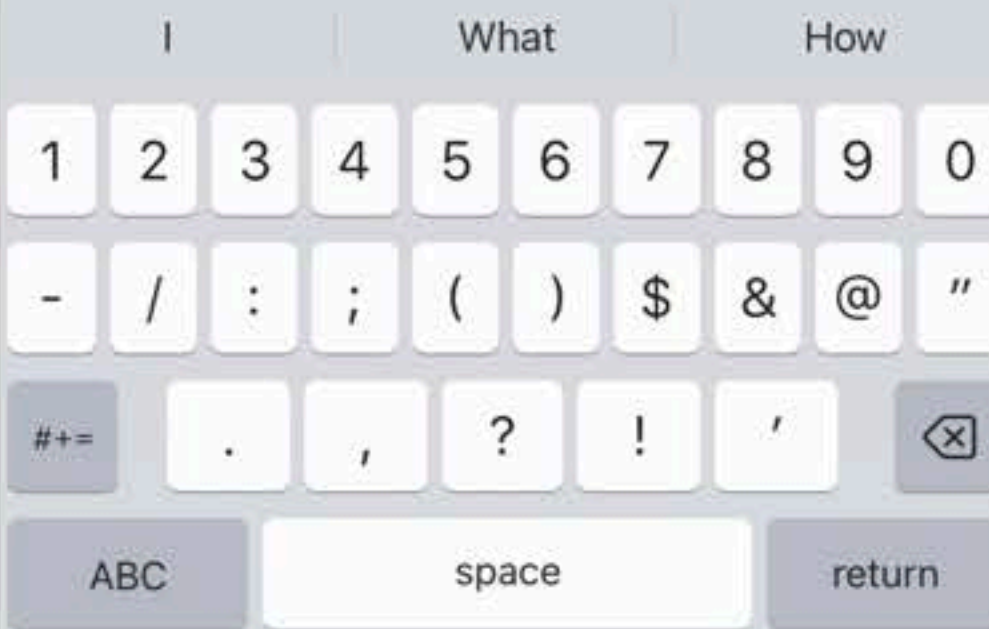 I What How
1 2 3 4 5 6 7 8 9 0
- / : ; ( ) $ & @ "
#+= . , ? ! '
ABC space return